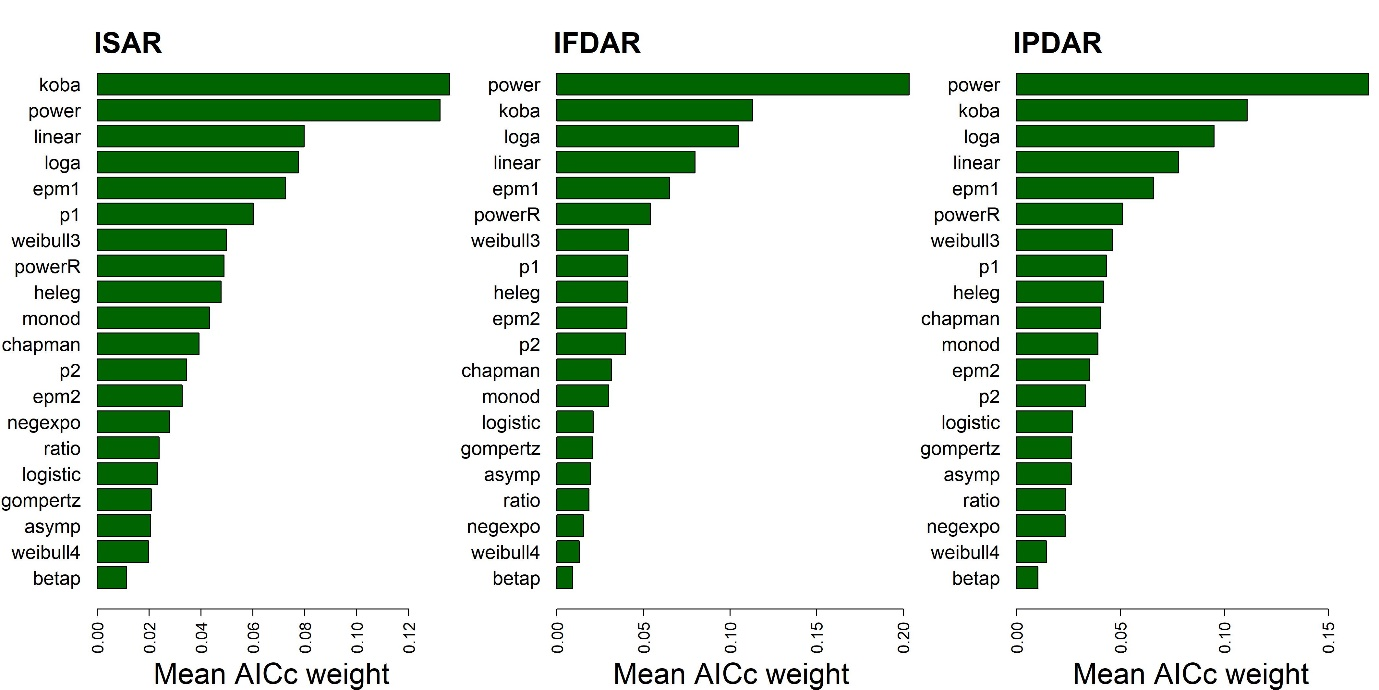 ISAR
koba
power
linear
loga
epm1
p1
weibull3
powerR
heleg
monod
chapman
p2
epm2
negexpo
ratio
logistic
gompertz
asymp
weibull4
betap
0.00 0.02 0.04 0.06 0.08 0.10 0.12
Mean AICc weight
IFDAR
power
koba
loga
linear
epm1
powerR
weibull3
p1
heleg
epm2
p2
chapman
monod
logistic
gompertz
asymp
ratio
negexpo
weibull4
betap
0.00 0.05 0.10 0.15 0.20
Mean AICc weight
IPDAR
power
koba
loga
linear
epm1
powerR
weibull3
p1
heleg
chapman
monod
epm2
p2
logistic
gompertz
asymp
ratio
negexpo
weibull4
betap
0.00 0.05 0.10 0.15
Mean AICc weight